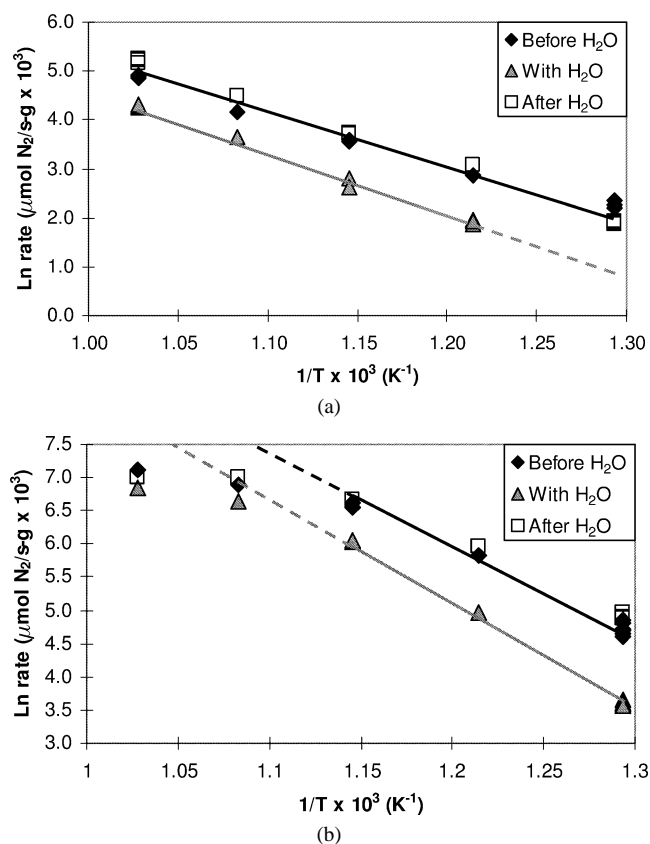 6.0
5.0
4.0
3.0
2.0
1.0
0.0
Ln rate (μmol N₂/s-g x 10³)
Before H₂O
With H₂O
After H₂O
1.00 1.05 1.10 1.15 1.20 1.25 1.30
1/T x 10³ (K⁻¹)
(a)
7.5
7.0
6.5
6.0
5.5
5.0
4.5
4.0
3.5
3.0
Ln rate (μmol N₂/s-g x 10³)
Before H₂O
With H₂O
After H₂O
1 1.05 1.1 1.15 1.2 1.25 1.3
1/T x 10³ (K⁻¹)
(b)